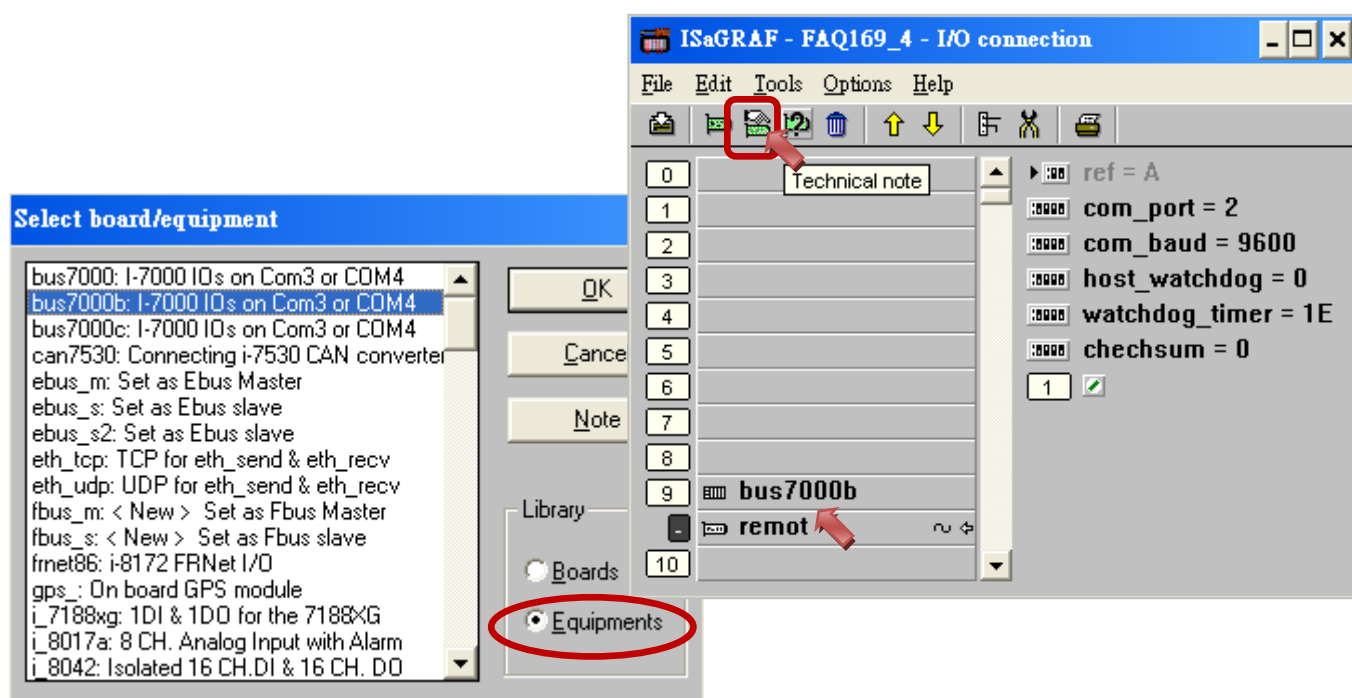 ISaGRAF - FAQ169_4 - I/O connection
File Edit Tools Options Help
Technical note
0
1
2
3
4
5
6
7
8
9 bus7000b
- remot
10
ref = A
com_port = 2
com_baud = 9600
host_watchdog = 0
watchdog_timer = 1E
chechsum = 0
1
Select board/equipment
bus7000: I-7000 IOs on Com3 or COM4
bus7000b: I-7000 IOs on Com3 or COM4
bus7000c: I-7000 IOs on Com3 or COM4
can7530: Connecting i-7530 CAN converter
ebus_m: Set as Ebus Master
ebus_s: Set as Ebus slave
ebus_s2: Set as Ebus slave
eth_tcp: TCP for eth_send & eth_recv
eth_udp: UDP for eth_send & eth_recv
fbus_m: < New > Set as Fbus Master
fbus_s: < New > Set as Fbus slave
frnet86: i-8172 FRNet I/O
gps_: On board GPS module
i_7188xg: 1DI & 1DO for the 7188XG
i_8017a: 8 CH. Analog Input with Alarm
i_8042: Isolated 16 CH.DI & 16 CH. DO
OK
Cance
Note
Library
Boards
Equipments